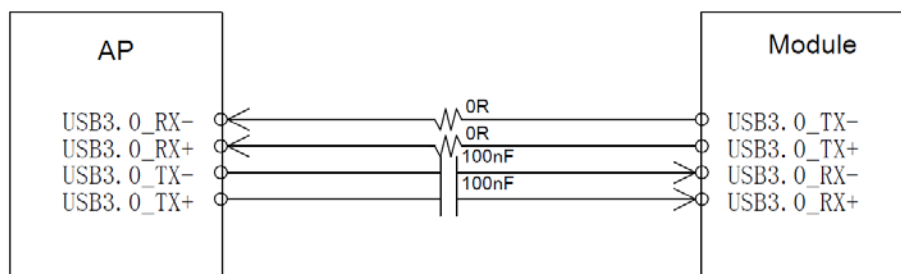 AP
Module
0R
USB3.0_RX-
USB3.0_TX-
0R
USB3.0_RX+
USB3.0_TX+
100nF
USB3.0_TX-
USB3.0_RX-
100nF
USB3.0_TX+
USB3.0_RX+